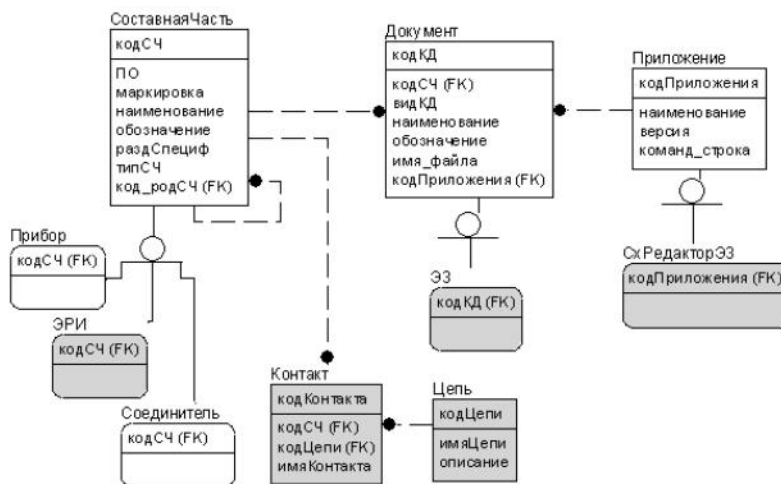 СоставнаяЧасть
кодСЧ
ПО
маркировка
наименование
обозначение
раздСпециф
типСЧ
код_родСЧ (FK)
Документ
кодКД
кодСЧ (FK)
видКД
наименование
обозначение
имя_файла
кодПриложения (FK)
Приложение
кодПриложения
наименование
версия
команд_строка
Прибор
кодСЧ (FK)
ЭРИ
кодСЧ (FK)
Соединитель
кодСЧ (FK)
Э3
кодКД (FK)
СхРедакторЭ3
кодПриложения (FK)
Контакт
кодКонтакта
кодСЧ (FK)
кодЦепи (FK)
имяКонтакта
Цепь
кодЦепи
имяЦепи
описание